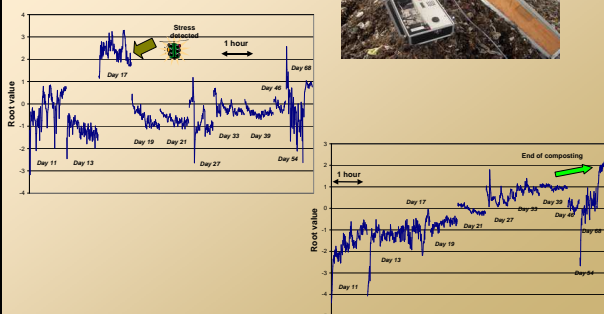 4
3
2
1
0
-1
-2
-3
-4
Root value
Stress
detected
1 hour
Day 17
Day 46
Day 68
Day 11
Day 13
Day 19
Day 21
Day 27
Day 33
Day 39
Day 54
3
2
1
0
-1
-2
-3
-4
Root value
1 hour
End of composting
Day 17
Day 33
Day 39
Day 46
Day 21
Day 27
Day 68
Day 19
Day 13
Day 54
Day 11